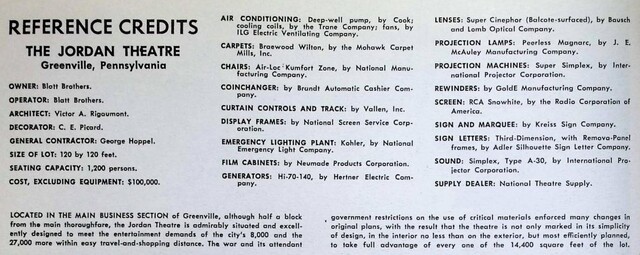 REFERENCE CREDITS
THE JORDAN THEATRE
Greenville, Pennsylvania
OWNER: Blatt Brothers.
OPERATOR: Blatt Brothers.
ARCHITECT: Victor A. Rigaumont.
DECORATOR: C. E. Picard.
GENERAL CONTRACTOR: George Hoppel.
SIZE OF LOT: 120 by 120 feet.
SEATING CAPACITY: 1,200 persons.
COST, EXCLUDING EQUIPMENT: $100,000.
AIR CONDITIONING: Deep-well pump, by Cook;
cooling coils, by the Trane Company; fans, by
ILG Electric Ventilating Company.
CARPETS: Braewood Wilton, by the Mohawk Carpet
Mills, Inc.
CHAIRS: Air-Loc Kumfort Zone, by National Manu-
facturing Company.
COINCHANGER: by Brandt Automatic Cashier Com-
pany.
CURTAIN CONTROLS AND TRACK: by Vallen, Inc.
DISPLAY FRAMES: by National Screen Service Corp-
oration.
EMERGENCY LIGHTING PLANT: Kohler, by National
Emergency Light Company.
FILM CABINETS: by Neumade Products Corporation.
GENERATORS: Hi-70-140, by Hertner Electric Com-
pany.
LENSES: Super Cinephor (Balcote-surfaced), by Bausch
and Lomb Optical Company.
PROJECTION LAMPS: Peerless Magnarc, by J. E.
McAuley Manufacturing Company.
PROJECTION MACHINES: Super Simplex, by Inter-
national Projector Corporation.
REWINDERS: by GoldE Manufacturing Company.
SCREEN: RCA Snowhite, by the Radio Corporation of
America.
SIGN AND MARQUEE: by Kreiss Sign Company.
SIGN LETTERS: Third-Dimension, with Remova-Panel
frames, by Adler Silhouette Sign Letter Company.
SOUND: Simplex, Type A-30, by International Pro-
jector Corporation.
SUPPLY DEALER: National Theatre Supply.
LOCATED IN THE MAIN BUSINESS SECTION of Greenville, although half a block
from the main thoroughfare, the Jordan Theatre is admirably situated and excell-
ently designed to meet the entertainment demands of the city's 8,000 and the
27,000 more within easy travel-and-shopping distance. The war and its attendant
government restrictions on the use of critical materials enforced many changes in
original plans, with the result that the theatre is not only marked in its simplicity
of design, in the interior no less than on the exterior, but most efficiently planned,
to take full advantage of every one of the 14,400 square feet of the lot.